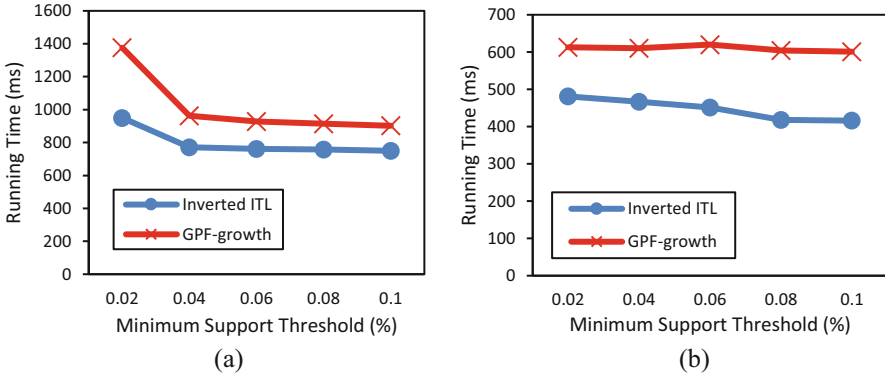 1600
1400
1200
1000
800
600
400
200
0
Running Time (ms)
Inverted ITL
GPF-growth
0.02 0.04 0.06 0.08 0.1
Minimum Support Threshold (%)
(a)
700
600
500
400
300
200
100
0
Running Time (ms)
Inverted ITL
GPF-growth
0.02 0.04 0.06 0.08 0.1
Minimum Support Threshold (%)
(b)